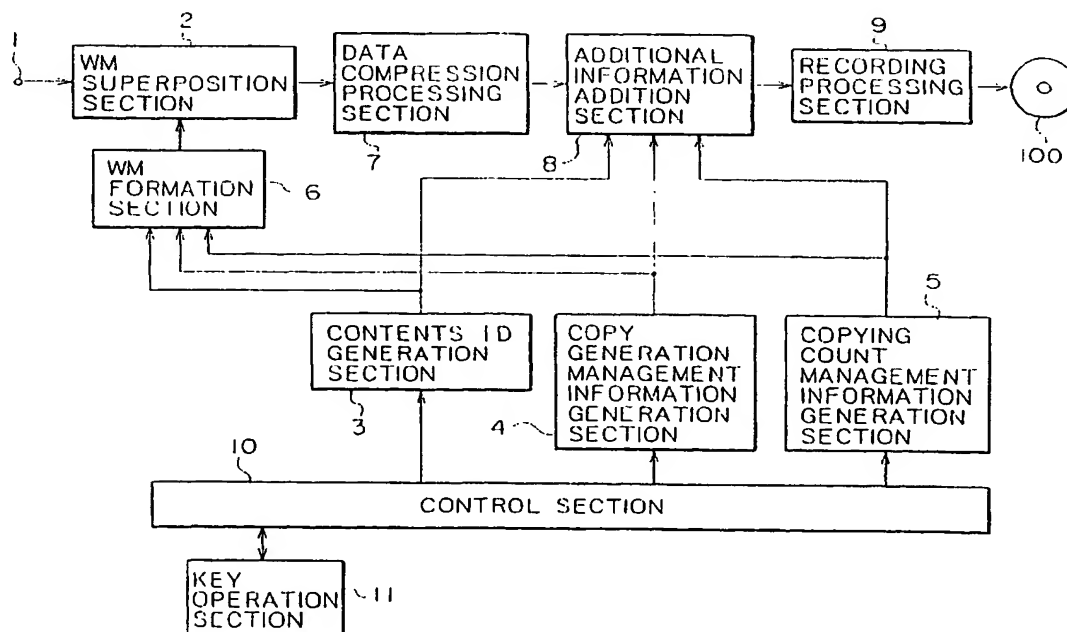 1
2
WM
SUPERPOSITION
SECTION
DATA
COMPRESSION
PROCESSING
SECTION
7
ADDITIONAL
INFORMATION
ADDITION
SECTION
8
9
RECORDING
PROCESSING
SECTION
100
WM
FORMATION
SECTION
6
CONTENTS ID
GENERATION
SECTION
3
COPY
GENERATION
MANAGEMENT
INFORMATION
GENERATION
SECTION
4
5
COPYING
COUNT
MANAGEMENT
INFORMATION
GENERATION
SECTION
10
CONTROL SECTION
KEY
OPERATION
SECTION
11